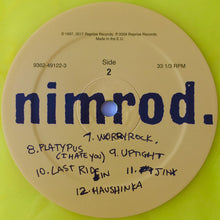 ℗ 1997, 2017 Reprise Records. © 2024 Reprise Records.
Made in the E.U.
9362-49122-3
Side
2
33 1/3 RPM
nimrod.
7. WORRY ROCK.
8. PLATYPUS
(I HATE YOU)
9. UPTIGHT
10. LAST RIDE IN
11. JINX
12. HAUSHINKA